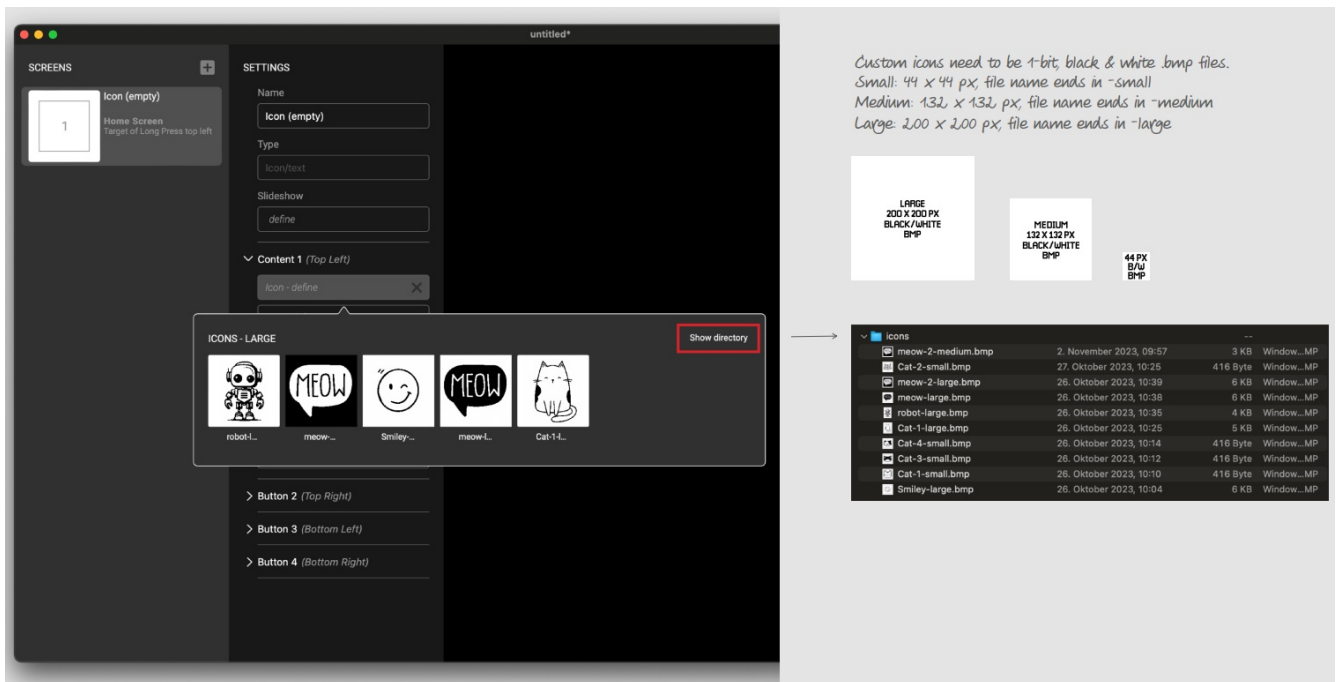 untitled*
SCREENS
SETTINGS
Icon (empty)
Home Screen
Target of Long Press top left
1
Name
Icon (empty)
Type
Icon/text
Slideshow
define
Content 1 (Top Left)
Icon - define
ICONS - LARGE
Show directory
MEOW
MEOW
robot-l...
meow-...
Smiley-...
meow-l...
Cat-1-l...
Button 2 (Top Right)
Button 3 (Bottom Left)
Button 4 (Bottom Right)
Custom icons need to be 1-bit, black & white .bmp files.
Small: 44 x 44 px, file name ends in -small
Medium: 132 x 132 px, file name ends in -medium
Large: 200 x 200 px, file name ends in -large
LARGE
200 X 200 PX
BLACK/WHITE
BMP
MEDIUM
132 X 132 PX
BLACK/WHITE
BMP
44 PX
B/W
BMP
icons --
meow-2-medium.bmp 2. November 2023, 09:57 3 KB Window...MP
Cat-2-small.bmp 27. Oktober 2023, 10:25 416 Byte Window...MP
meow-2-large.bmp 26. Oktober 2023, 10:39 6 KB Window...MP
meow-large.bmp 26. Oktober 2023, 10:38 6 KB Window...MP
robot-large.bmp 26. Oktober 2023, 10:35 4 KB Window...MP
Cat-1-large.bmp 26. Oktober 2023, 10:25 5 KB Window...MP
Cat-4-small.bmp 26. Oktober 2023, 10:14 416 Byte Window...MP
Cat-3-small.bmp 26. Oktober 2023, 10:12 416 Byte Window...MP
Cat-1-small.bmp 26. Oktober 2023, 10:10 416 Byte Window...MP
Smiley-large.bmp 26. Oktober 2023, 10:04 6 KB Window...MP